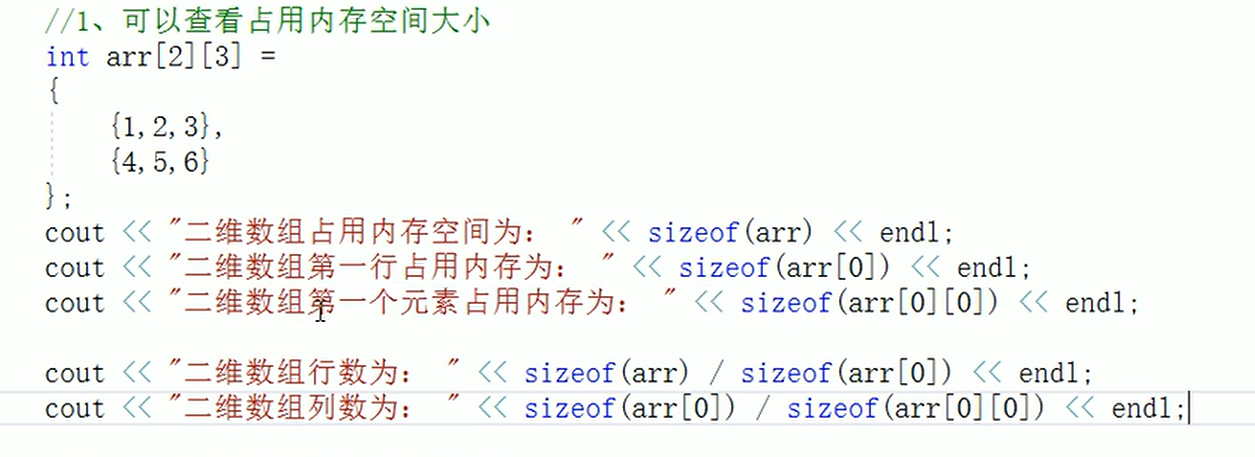 //1、可以查看占用内存空间大小
int arr[2][3] =
{
{1,2,3},
{4,5,6}
};
cout << "二维数组占用内存空间为： " << sizeof(arr) << endl;
cout << "二维数组第一行占用内存为： " << sizeof(arr[0]) << endl;
cout << "二维数组第一个元素占用内存为： " << sizeof(arr[0][0]) << endl;
cout << "二维数组行数为： " << sizeof(arr) / sizeof(arr[0]) << endl;
cout << "二维数组列数为： " << sizeof(arr[0]) / sizeof(arr[0][0]) << endl;